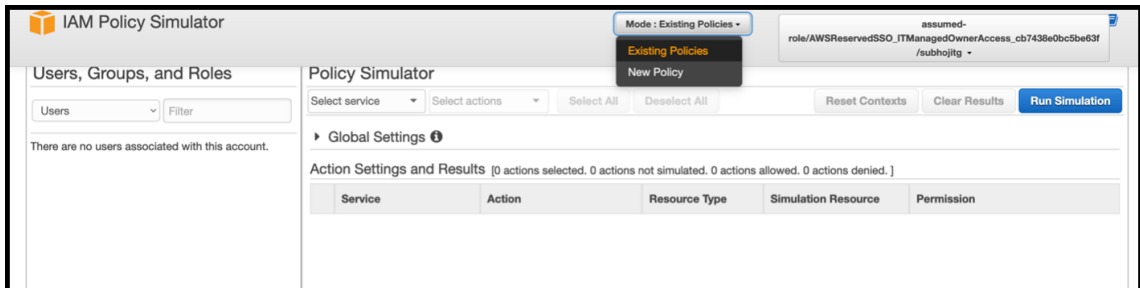 IAM Policy Simulator
Mode : Existing Policies
assumed-
role/AWSReservedSSO_ITManagedOwnerAccess_cb7438e0bc5be63f
/subhojitg
Existing Policies
New Policy
Users, Groups, and Roles
Users
Filter
There are no users associated with this account.
Policy Simulator
Select service
Select actions
Select All
Deselect All
Reset Contexts
Clear Results
Run Simulation
Global Settings
Action Settings and Results [0 actions selected. 0 actions not simulated. 0 actions allowed. 0 actions denied. ]
Service Action Resource Type Simulation Resource Permission